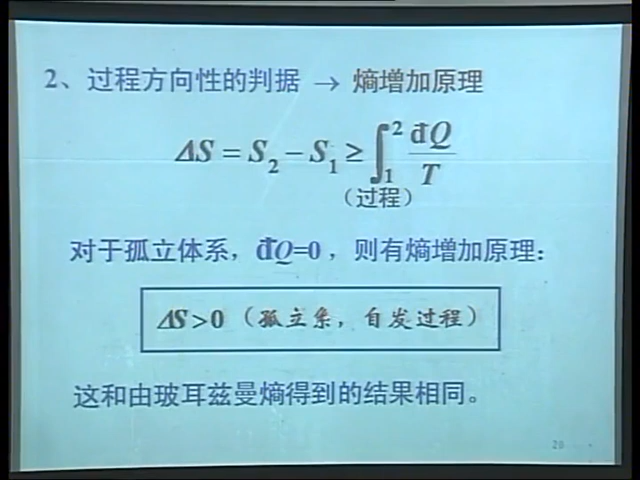 2、过程方向性的判据 → 熵增加原理
ΔS = S₂ − S₁ ≥ ∫₁² đQ/T
(过程)
对于孤立体系，đQ=0，则有熵增加原理：
ΔS>0（孤立系，自发过程）
这和由玻耳兹曼熵得到的结果相同。